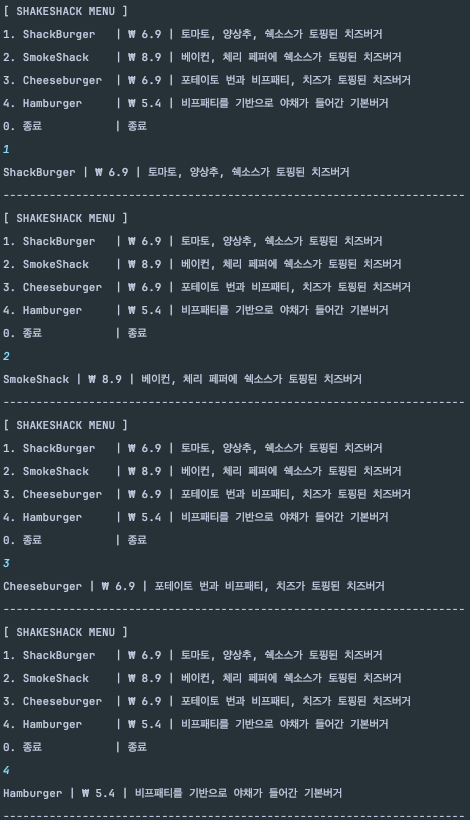 [ SHAKESHACK MENU ]
1. ShackBurger   | ₩ 6.9 | 토마토, 양상추, 쉑소스가 토핑된 치즈버거
2. SmokeShack    | ₩ 8.9 | 베이컨, 체리 페퍼에 쉑소스가 토핑된 치즈버거
3. Cheeseburger  | ₩ 6.9 | 포테이토 번과 비프패티, 치즈가 토핑된 치즈버거
4. Hamburger     | ₩ 5.4 | 비프패티를 기반으로 야채가 들어간 기본버거
0. 종료           | 종료
1
ShackBurger | ₩ 6.9 | 토마토, 양상추, 쉑소스가 토핑된 치즈버거
----------------------------------------------------------------------
[ SHAKESHACK MENU ]
1. ShackBurger   | ₩ 6.9 | 토마토, 양상추, 쉑소스가 토핑된 치즈버거
2. SmokeShack    | ₩ 8.9 | 베이컨, 체리 페퍼에 쉑소스가 토핑된 치즈버거
3. Cheeseburger  | ₩ 6.9 | 포테이토 번과 비프패티, 치즈가 토핑된 치즈버거
4. Hamburger     | ₩ 5.4 | 비프패티를 기반으로 야채가 들어간 기본버거
0. 종료           | 종료
2
SmokeShack | ₩ 8.9 | 베이컨, 체리 페퍼에 쉑소스가 토핑된 치즈버거
----------------------------------------------------------------------
[ SHAKESHACK MENU ]
1. ShackBurger   | ₩ 6.9 | 토마토, 양상추, 쉑소스가 토핑된 치즈버거
2. SmokeShack    | ₩ 8.9 | 베이컨, 체리 페퍼에 쉑소스가 토핑된 치즈버거
3. Cheeseburger  | ₩ 6.9 | 포테이토 번과 비프패티, 치즈가 토핑된 치즈버거
4. Hamburger     | ₩ 5.4 | 비프패티를 기반으로 야채가 들어간 기본버거
0. 종료           | 종료
3
Cheeseburger | ₩ 6.9 | 포테이토 번과 비프패티, 치즈가 토핑된 치즈버거
----------------------------------------------------------------------
[ SHAKESHACK MENU ]
1. ShackBurger   | ₩ 6.9 | 토마토, 양상추, 쉑소스가 토핑된 치즈버거
2. SmokeShack    | ₩ 8.9 | 베이컨, 체리 페퍼에 쉑소스가 토핑된 치즈버거
3. Cheeseburger  | ₩ 6.9 | 포테이토 번과 비프패티, 치즈가 토핑된 치즈버거
4. Hamburger     | ₩ 5.4 | 비프패티를 기반으로 야채가 들어간 기본버거
0. 종료           | 종료
4
Hamburger | ₩ 5.4 | 비프패티를 기반으로 야채가 들어간 기본버거
----------------------------------------------------------------------